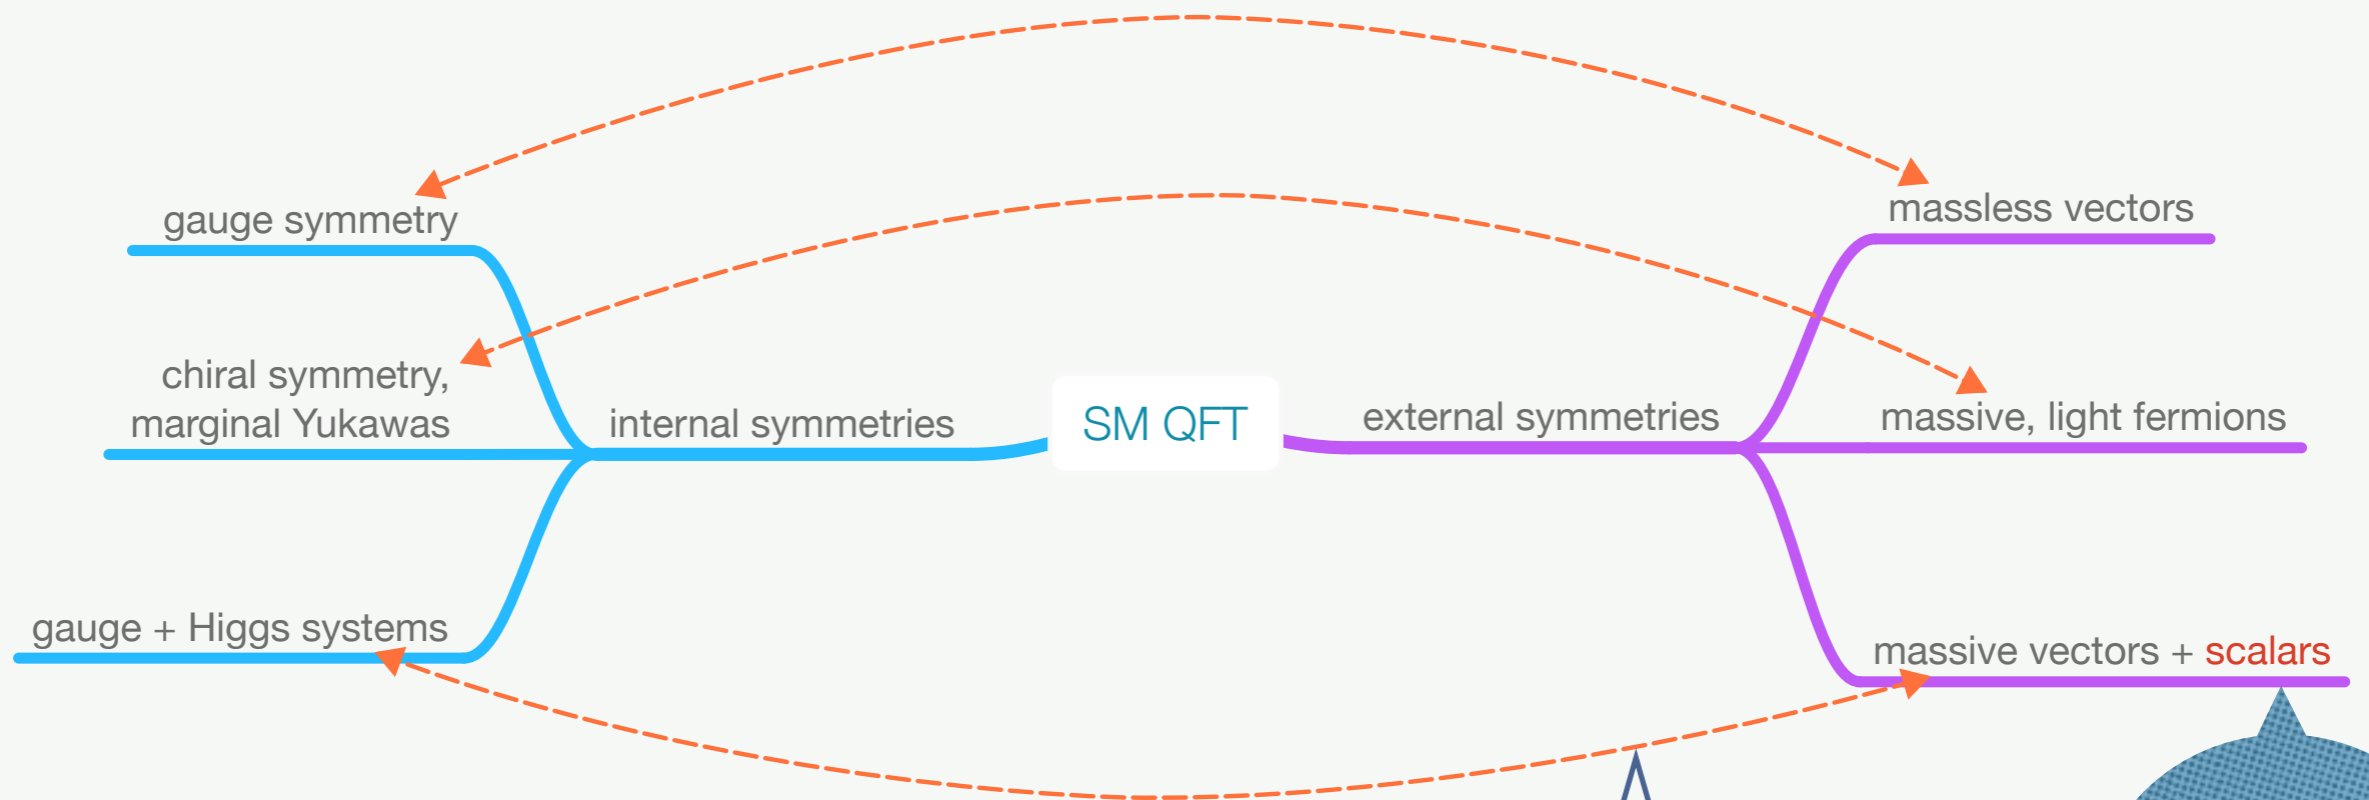 gauge symmetry
massless vectors
chiral symmetry,
marginal Yukawas
internal symmetries
SM QFT
external symmetries
massive, light fermions
gauge + Higgs systems
massive vectors + scalars